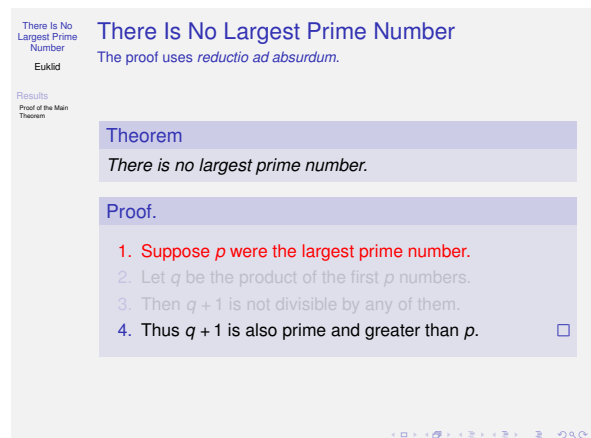 There Is No
Largest Prime
Number
Euklid
Results
Proof of the Main
Theorem
There Is No Largest Prime Number
The proof uses reductio ad absurdum.
Theorem
There is no largest prime number.
Proof.
1. Suppose p were the largest prime number.
2. Let q be the product of the first p numbers.
3. Then q + 1 is not divisible by any of them.
4. Thus q + 1 is also prime and greater than p. □